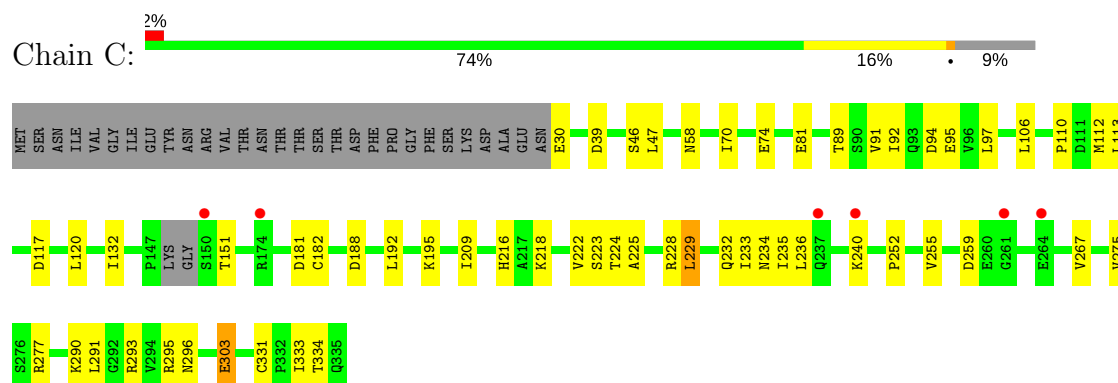 2%
Chain C:
74% 16% • 9%
MET SER ASN ILE VAL GLY ILE GLU TYR ASN ARG VAL THR ASN THR THR SER THR ASP PHE PRO GLY PHE SER LYS ASP ALA GLU ASN E30 D39 S46 L47 N58 I70 E74 E81 T89 S90 V91 I92 Q93 D94 E95 V96 L97 L106 P110 D111 M112 L113
D117 L120 I132 P147 LYS GLY S150 T151 R174 D181 C182 D188 L192 K195 I209 H216 A217 K218 V222 S223 T224 A225 R228 L229 Q232 I233 N234 I235 L236 Q237 K240 P252 V255 D259 E260 G261 E264 V267 V275
S276 R277 K290 L291 G292 R293 V294 R295 N296 E303 C331 P332 I333 T334 Q335